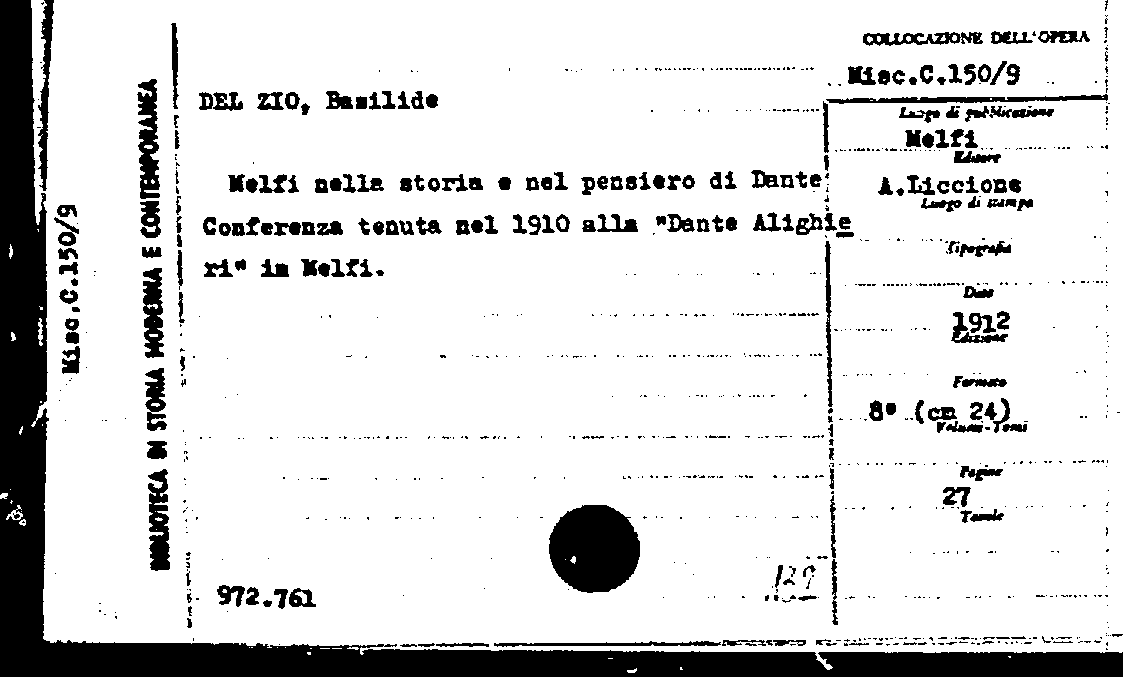 COLLOCAZIONE DELL'OPERA
Misc.C.150/9
DEL ZIO, Basilide
Melfi nella storia e nel pensiero di Dante
Conferenza tenuta nel 1910 alla "Dante Alighie
ri" in Melfi.
972.761
Luogo di pubblicazione
Melfi
Editore
A.Liccione
Luogo di stampa
Tipografia
Data
1912
Edizione
Formato
8° (cm 24)
Volumi-Tomi
Pagine
27
Tavole
BIBLIOTECA DI STORIA MODERNA E CONTEMPORANEA
Misc.C.150/9